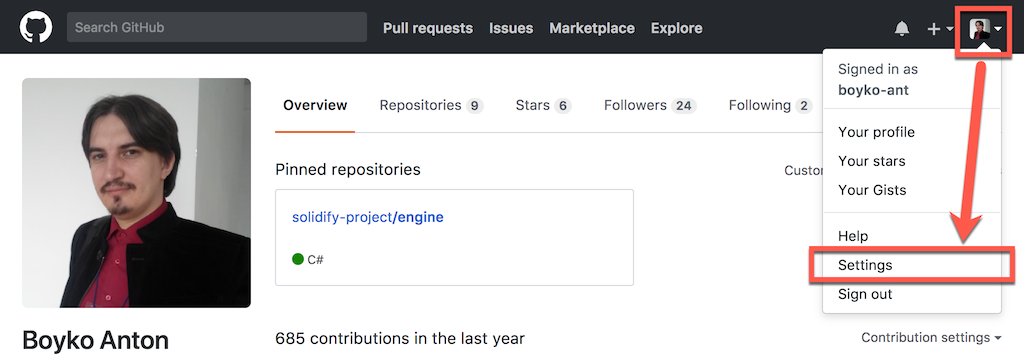 Search GitHub Pull requests Issues Marketplace Explore
Signed in as
boyko-ant
Overview Repositories 9 Stars 6 Followers 24 Following 2
Your profile
Your stars
Your Gists
Pinned repositories
solidify-project/engine
C#
Help
Settings
Sign out
Boyko Anton
685 contributions in the last year
Contribution settings